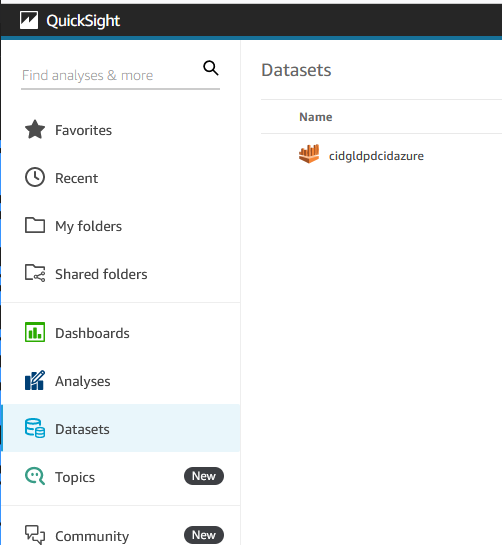 QuickSight
Find analyses & more
Favorites
Recent
My folders
Shared folders
Dashboards
Analyses
Datasets
Topics New
Community New
Datasets
Name
cidgldpdcidazure